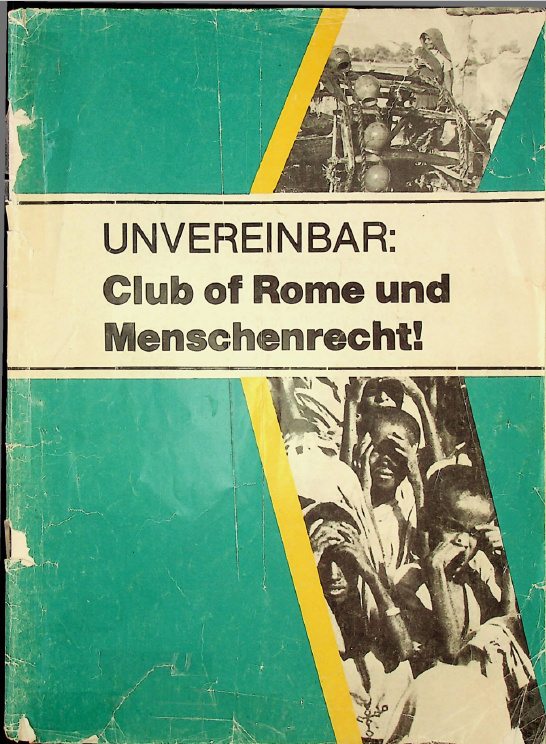 UNVEREINBAR:
Club of Rome und
Menschenrecht!